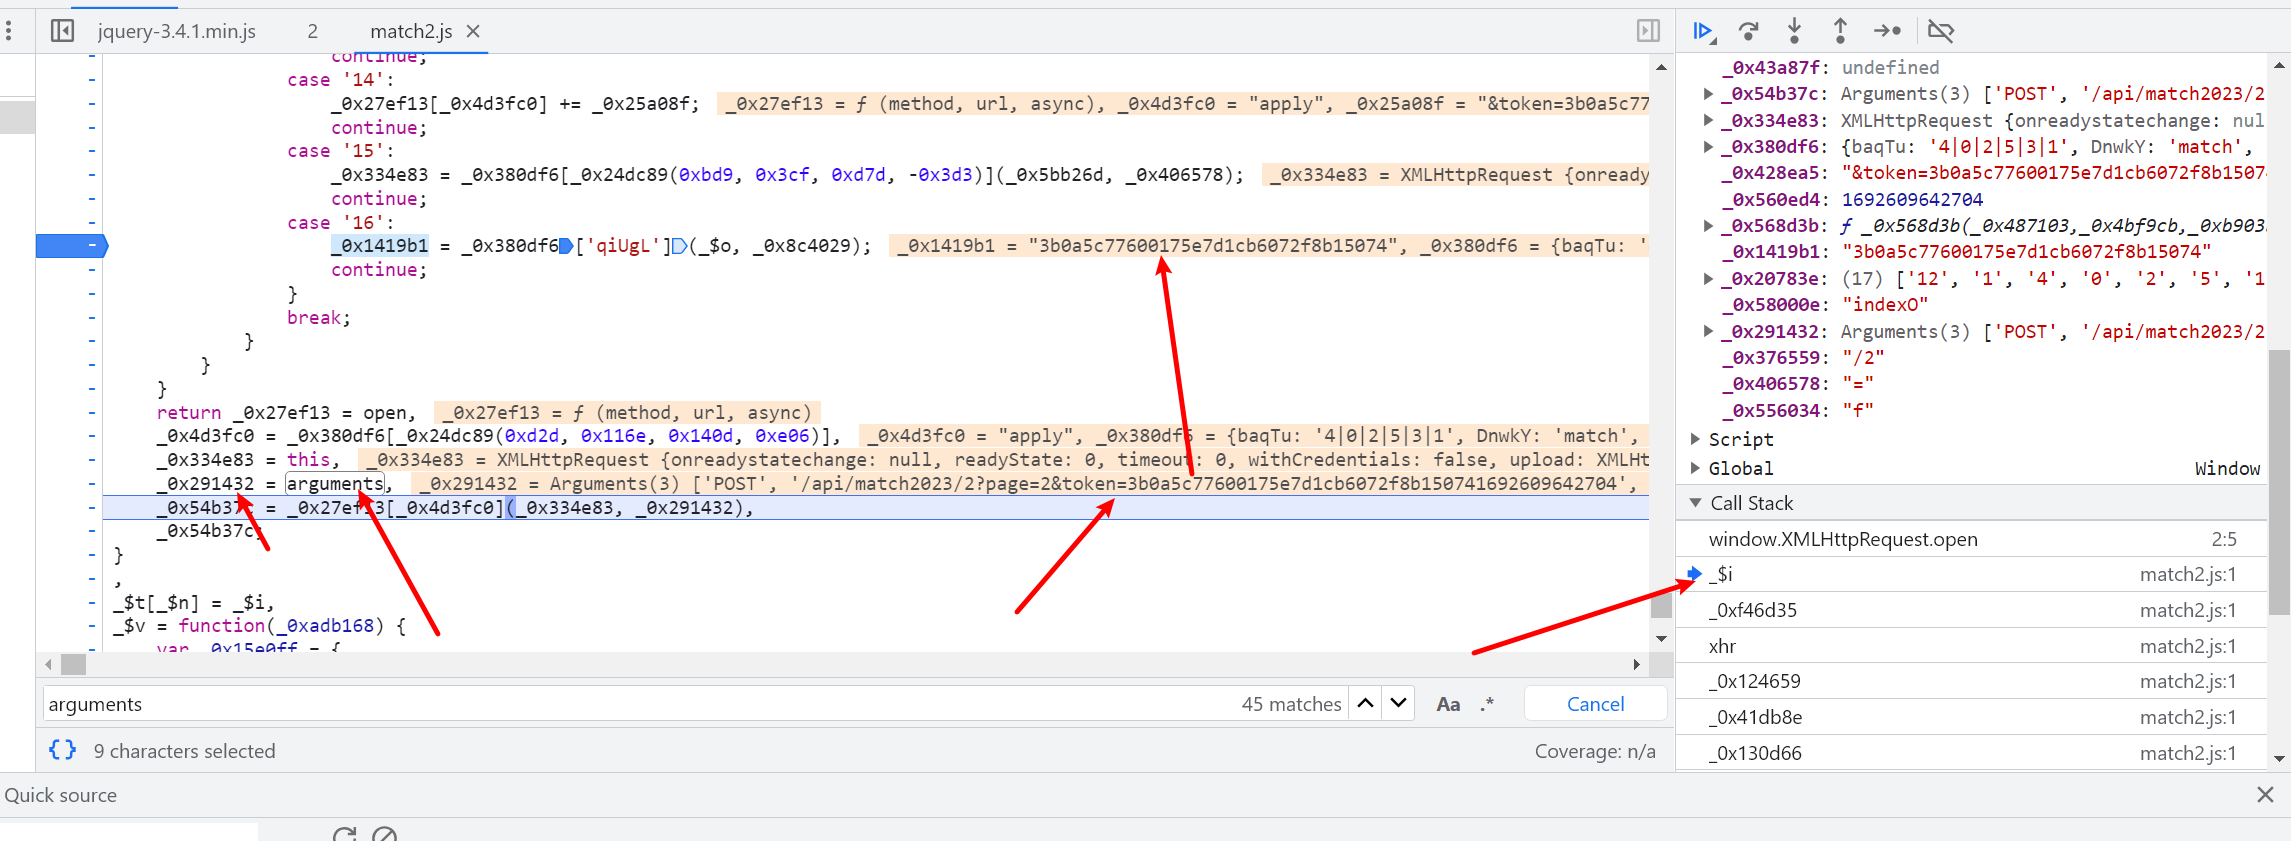 jquery-3.4.1.min.js 2 match2.js
continue;
case '14':
_0x27ef13[_0x4d3fc0] += _0x25a08f; _0x27ef13 = ƒ (method, url, async), _0x4d3fc0 = "apply", _0x25a08f = "&token=3b0a5c77
continue;
case '15':
_0x334e83 = _0x380df6[_0x24dc89(0xbd9, 0x3cf, 0xd7d, -0x3d3)](_0x5bb26d, _0x406578); _0x334e83 = XMLHttpRequest {onready
continue;
case '16':
_0x1419b1 = _0x380df6['qiUgL'](_$o, _0x8c4029); _0x1419b1 = "3b0a5c77600175e7d1cb6072f8b15074", _0x380df6 = {baqTu: '
continue;
}
break;
}
}
}
return _0x27ef13 = open, _0x27ef13 = ƒ (method, url, async)
_0x4d3fc0 = _0x380df6[_0x24dc89(0xd2d, 0x116e, 0x140d, 0xe06)], _0x4d3fc0 = "apply", _0x380df6 = {baqTu: '4|0|2|5|3|1', DnwkY: 'match',
_0x334e83 = this, _0x334e83 = XMLHttpRequest {onreadystatechange: null, readyState: 0, timeout: 0, withCredentials: false, upload: XMLHt
_0x291432 = arguments, _0x291432 = Arguments(3) ['POST', '/api/match2023/2?page=2&token=3b0a5c77600175e7d1cb6072f8b150741692609642704',
_0x54b37c = _0x27ef13[_0x4d3fc0](_0x334e83, _0x291432),
_0x54b37c;
}
,
_$t[_$n] = _$i,
_$v = function(_0xadb168) {
var _0x15e0ff = {
arguments 45 matches Aa .* Cancel
{} 9 characters selected Coverage: n/a
_0x43a87f: undefined
_0x54b37c: Arguments(3) ['POST', '/api/match2023/2
_0x334e83: XMLHttpRequest {onreadystatechange: nul
_0x380df6: {baqTu: '4|0|2|5|3|1', DnwkY: 'match',
_0x428ea5: "&token=3b0a5c77600175e7d1cb6072f8b1507
_0x560ed4: 1692609642704
_0x568d3b: ƒ _0x568d3b(_0x487103,_0x4bf9cb,_0xb903
_0x1419b1: "3b0a5c77600175e7d1cb6072f8b15074"
_0x20783e: (17) ['12', '1', '4', '0', '2', '5', '1
_0x58000e: "indexO"
_0x291432: Arguments(3) ['POST', '/api/match2023/2
_0x376559: "/2"
_0x406578: "="
_0x556034: "f"
Script
Global Window
Call Stack
window.XMLHttpRequest.open 2:5
_$i match2.js:1
_0xf46d35 match2.js:1
xhr match2.js:1
_0x124659 match2.js:1
_0x41db8e match2.js:1
_0x130d66 match2.js:1
Quick source